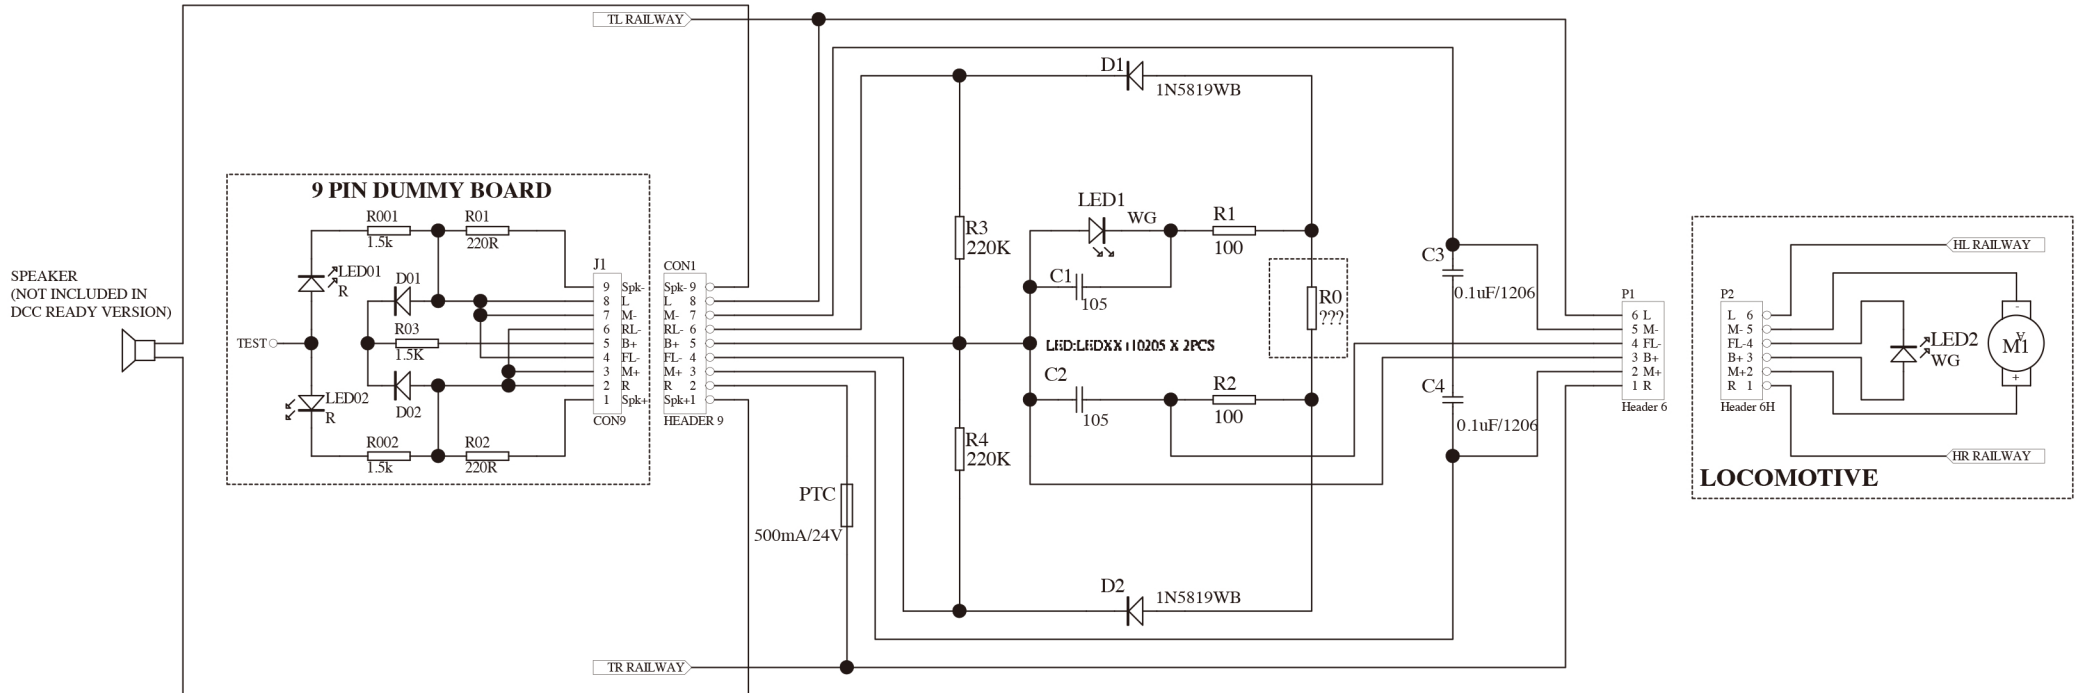 TL RAILWAY
D1
1N5819WB
9 PIN DUMMY BOARD
R001
1.5k
R01
220R
LED01
R
D01
R03
1.5K
TEST
LED02
R
D02
R002
1.5k
R02
220R
J1
9 Spk-
8 L
7 M-
6 RL-
5 B+
4 FL-
3 M+
2 R
1 Spk+
CON9
CON1
Spk- 9
L 8
M- 7
RL- 6
B+ 5
FL- 4
M+ 3
R 2
Spk+1
HEADER 9
SPEAKER
(NOT INCLUDED IN
DCC READY VERSION)
LED1
WG
R1
100
R3
220K
C1
105
R0
???
C2
105
R2
100
R4
220K
C3
0.1uF/1206
C4
0.1uF/1206
PTC
500mA/24V
D2
1N5819WB
TR RAILWAY
P1
6 L
5 M-
4 FL-
3 B+
2 M+
1 R
Header 6
P2
L 6
M- 5
FL-4
B+ 3
M+2
R 1
Header 6H
HL RAILWAY
LED2
WG
-
A
M1
+
HR RAILWAY
LOCOMOTIVE